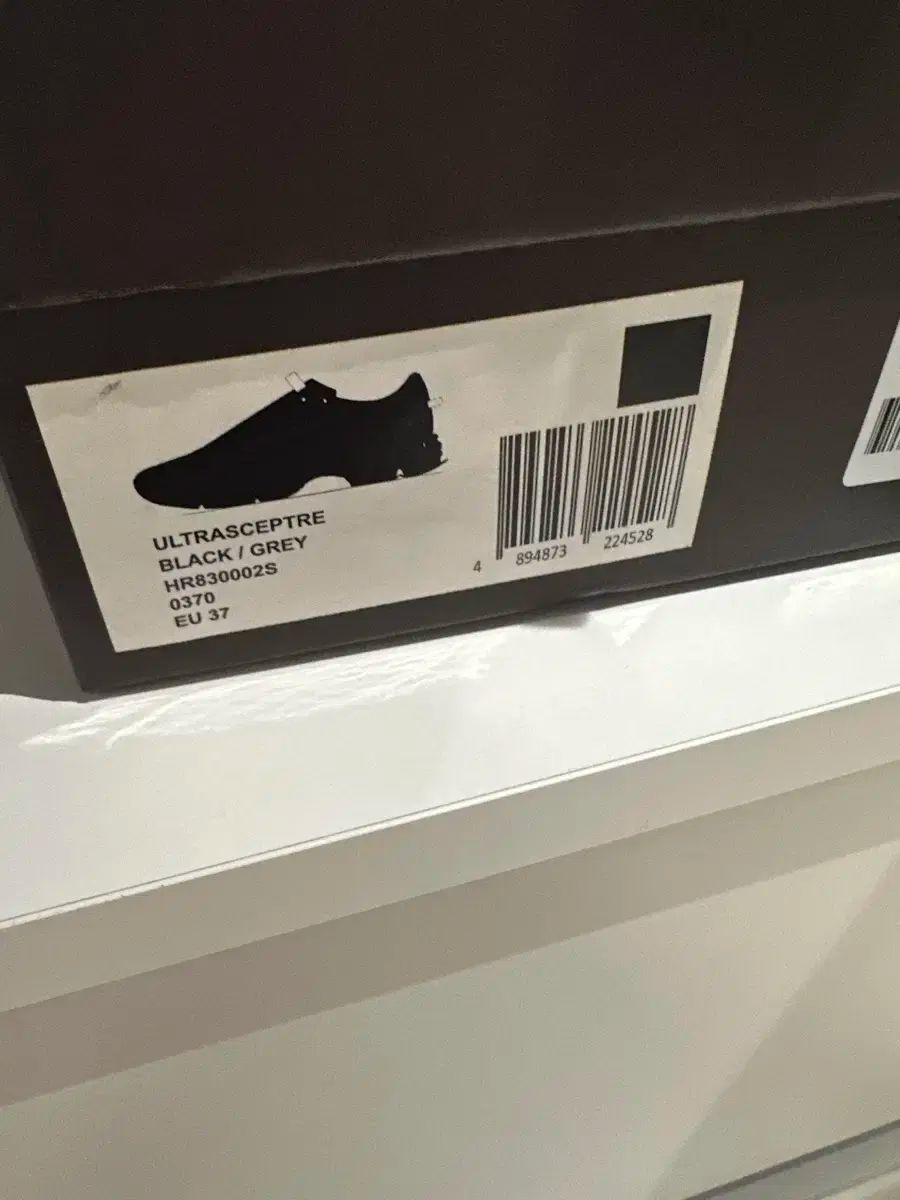 ULTRASCEPTRE
BLACK / GREY
HR830002S
0370
EU 37
4 894873 224528